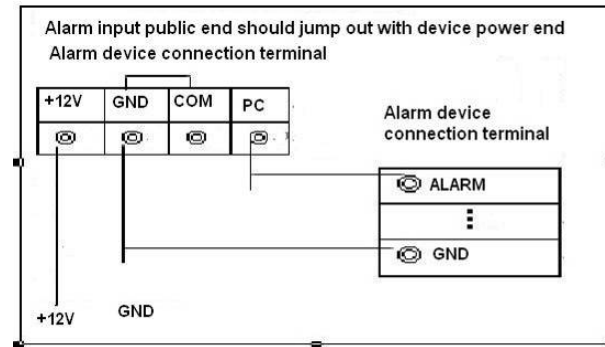 Alarm input public end should jump out with device power end
Alarm device connection terminal
+12V GND COM PC
Alarm device
connection terminal
ALARM
GND
+12V GND